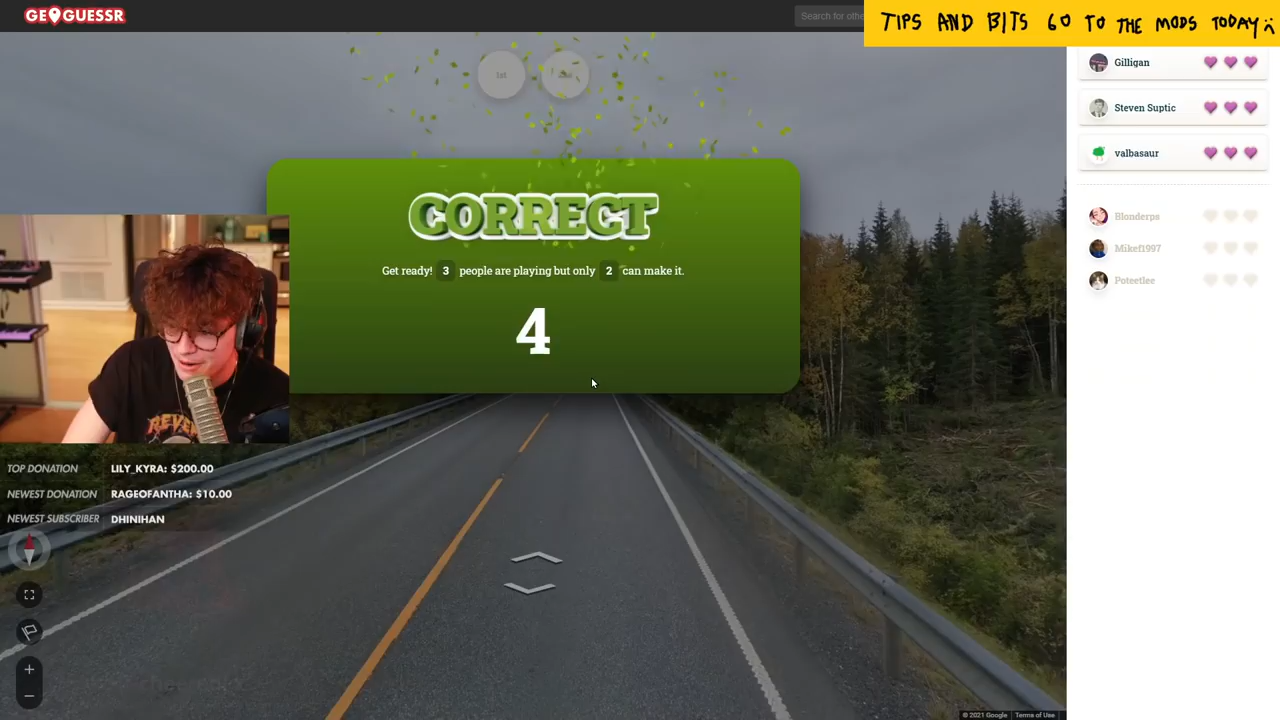 GEOGUESSR
Search for othe
TIPS AND BITS GO TO THE MODS TODAY :(
1st
CORRECT
Get ready! 3 people are playing but only 2 can make it.
4
Gilligan
Steven Suptic
valbasaur
Blonderps
Mikef1997
Poteetlee
TOP DONATION LILY_KYRA: $200.00
NEWEST DONATION RAGEOFANTHA: $10.00
NEWEST SUBSCRIBER DHINIHAN
© 2021 Google Terms of Use